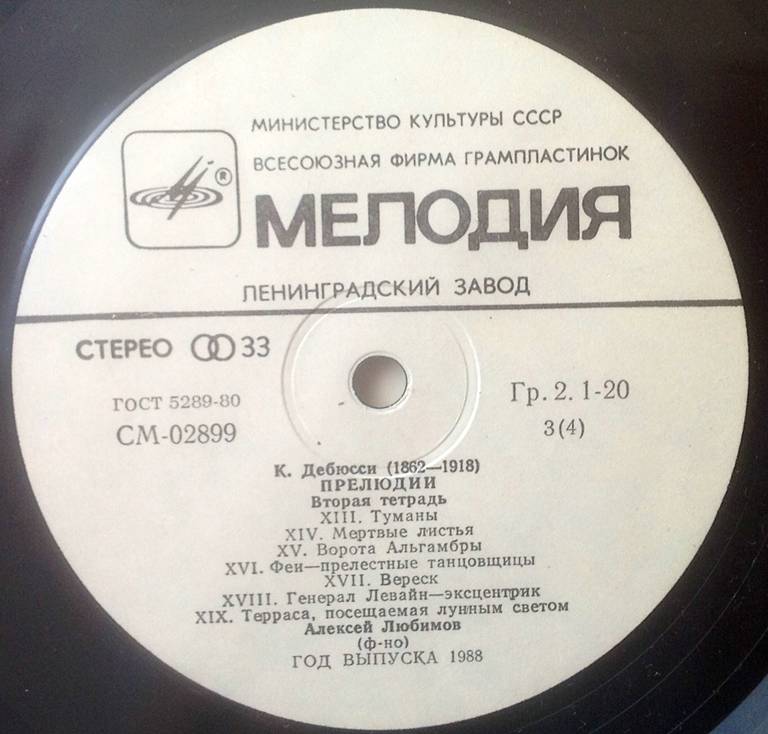 МИНИСТЕРСТВО КУЛЬТУРЫ СССР
ВСЕСОЮЗНАЯ ФИРМА ГРАМПЛАСТИНОК
®
МЕЛОДИЯ
ЛЕНИНГРАДСКИЙ ЗАВОД
СТЕРЕО 33
ГОСТ 5289-80
СМ-02899
Гр. 2. 1-20
3(4)
К. Дебюсси (1862—1918)
ПРЕЛЮДИИ
Вторая тетрадь
XIII. Туманы
XIV. Мертвые листья
XV. Ворота Альгамбры
XVI. Феи—прелестные танцовщицы
XVII. Вереск
XVIII. Генерал Левайн—эксцентрик
XIX. Терраса, посещаемая лунным светом
Алексей Любимов
(ф-но)
ГОД ВЫПУСКА 1988